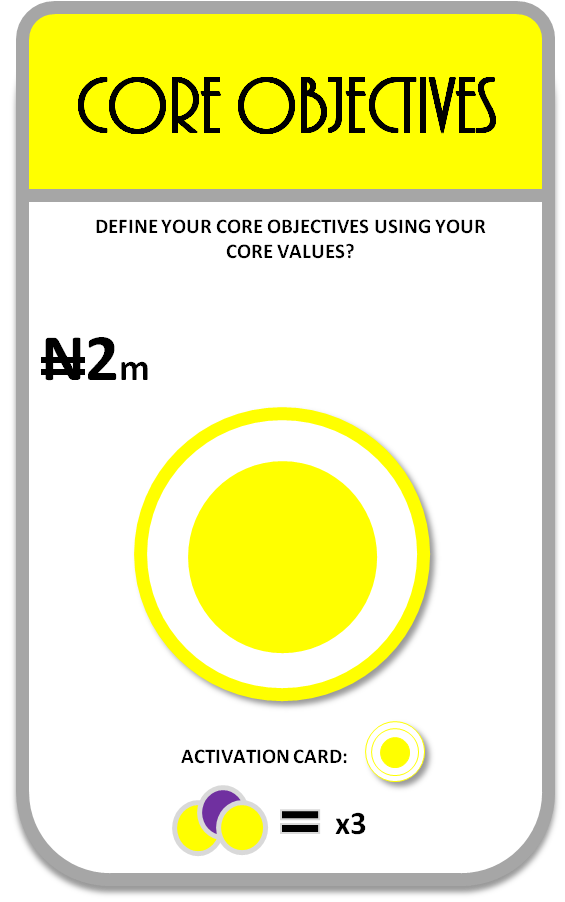 CORE OBJECTIVES
DEFINE YOUR CORE OBJECTIVES USING YOUR
CORE VALUES?
₦2m
ACTIVATION CARD:
= x3